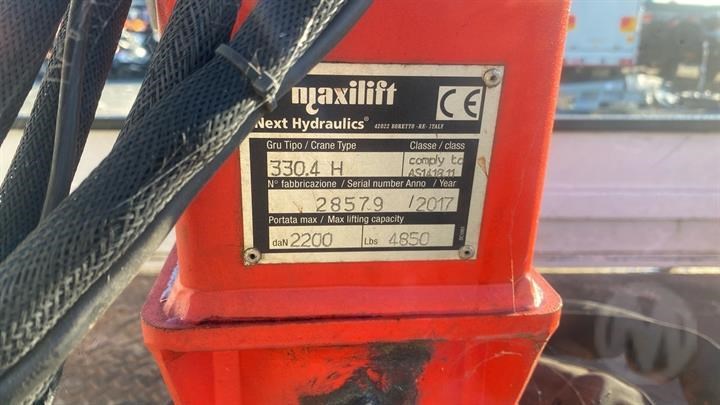 maxilift
Next Hydraulics® 42022 BORETTO -RE- ITALY
CE
Gru Tipo / Crane Type Classe / class
330.4 H comply to AS1418.11
N° fabbricazione / Serial number Anno / Year
28579 / 2017
Portata max / Max lifting capacity
daN 2200 Lbs 4850